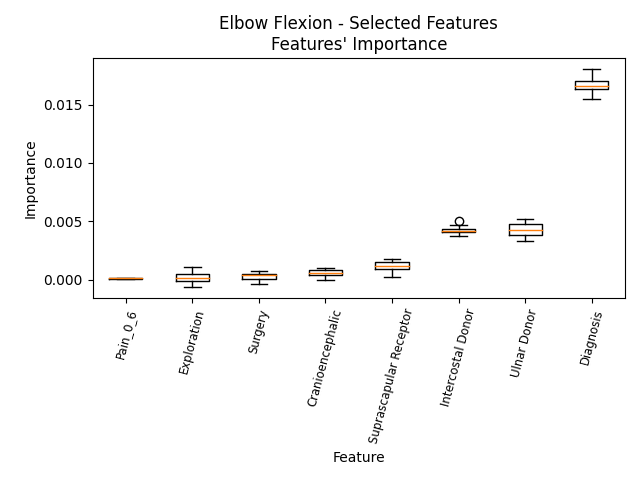 Elbow Flexion - Selected Features
Features' Importance
0.015
0.010
0.005
0.000
Importance
Pain_0_6
Exploration
Surgery
Cranioencephalic
Suprascapular Receptor
Intercostal Donor
Ulnar Donor
Diagnosis
Feature